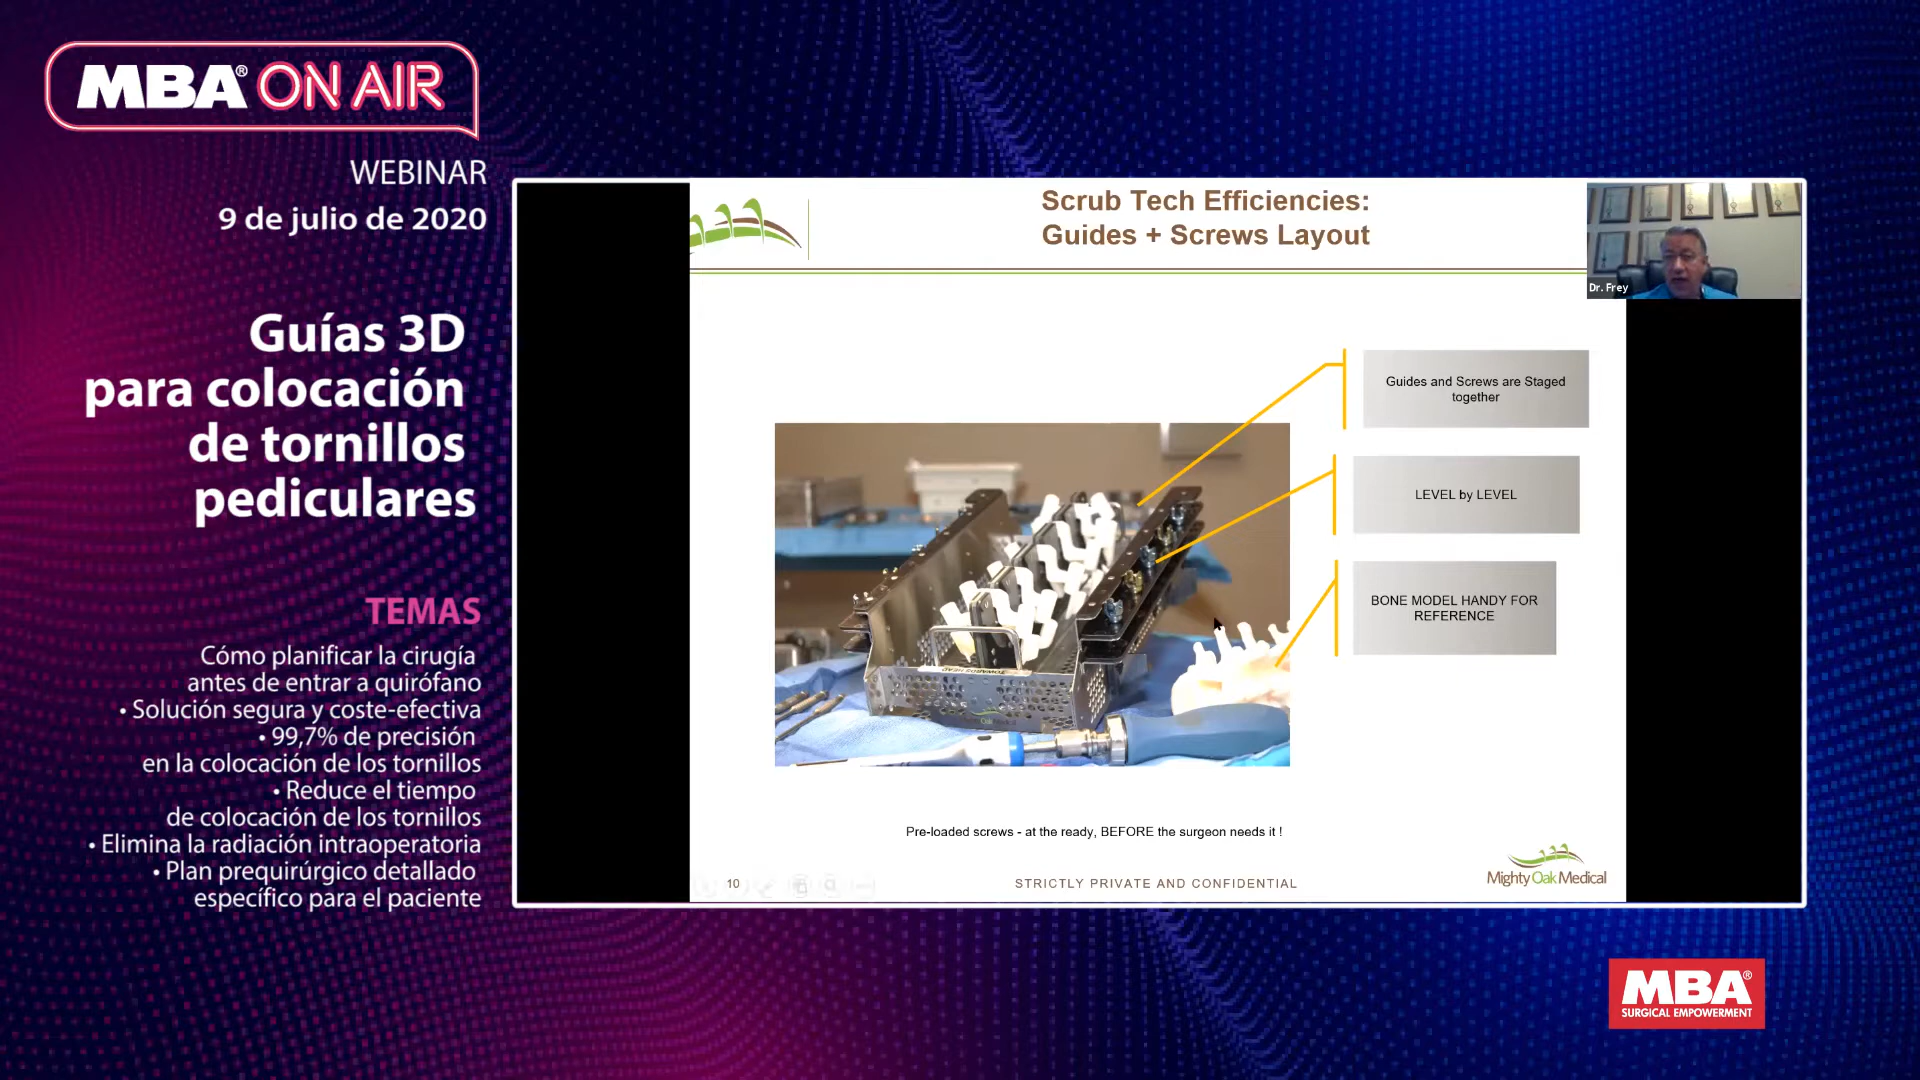 MBA® ON AIR
WEBINAR
9 de julio de 2020
Guías 3D
para colocación
de tornillos
pediculares
TEMAS
Cómo planificar la cirugía
antes de entrar a quirófano
• Solución segura y coste-efectiva
• 99,7% de precisión
en la colocación de los tornillos
• Reduce el tiempo
de colocación de los tornillos
• Elimina la radiación intraoperatoria
• Plan prequirúrgico detallado
específico para el paciente
Scrub Tech Efficiencies:
Guides + Screws Layout
Dr. Frey
Guides and Screws are Staged
together
LEVEL by LEVEL
BONE MODEL HANDY FOR
REFERENCE
TOWARDS HEAD
Mighty Oak Medical
Pre-loaded screws - at the ready, BEFORE the surgeon needs it !
10
STRICTLY PRIVATE AND CONFIDENTIAL
Mighty Oak Medical
MBA®
SURGICAL EMPOWERMENT